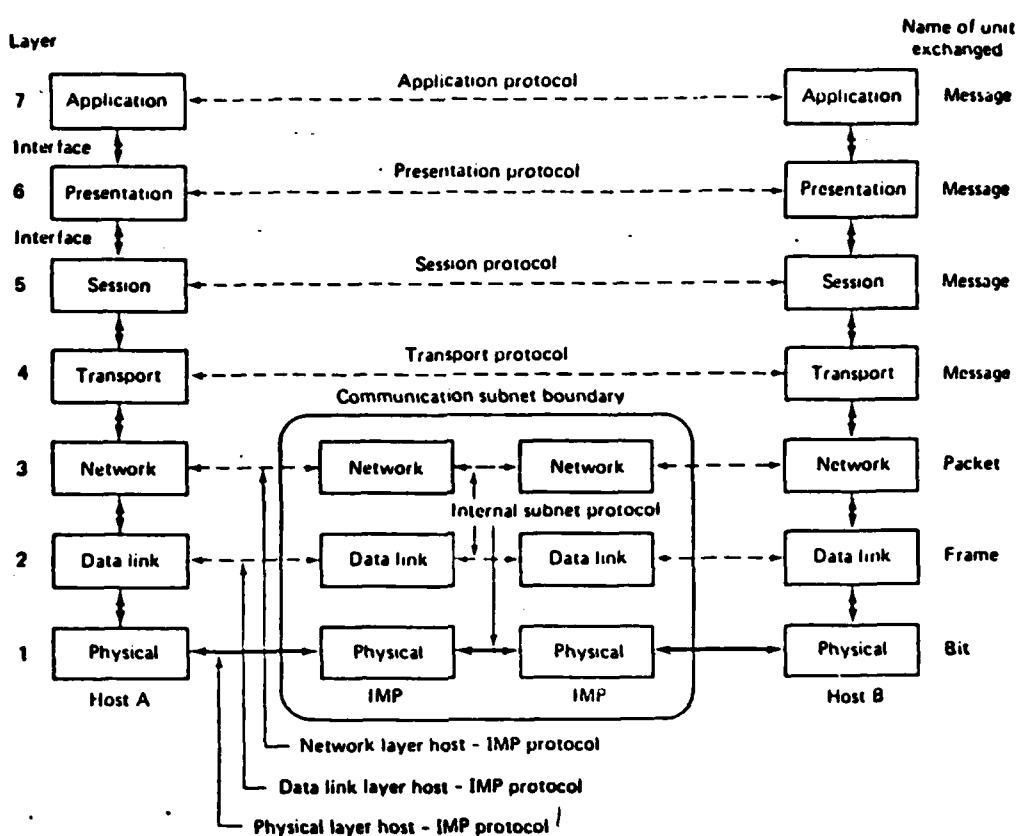 Layer
Name of unit
exchanged
Application protocol
7 Application Application Message
Interface
Presentation protocol
6 Presentation Presentation Message
Interface
Session protocol
5 Session Session Message
Transport protocol
4 Transport Transport Message
Communication subnet boundary
3 Network Network Network Network Packet
Internal subnet protocol
2 Data link Data link Data link Data link Frame
1 Physical Physical Physical Physical Bit
Host A IMP IMP Host B
Network layer host - IMP protocol
Data link layer host - IMP protocol
Physical layer host - IMP protocol